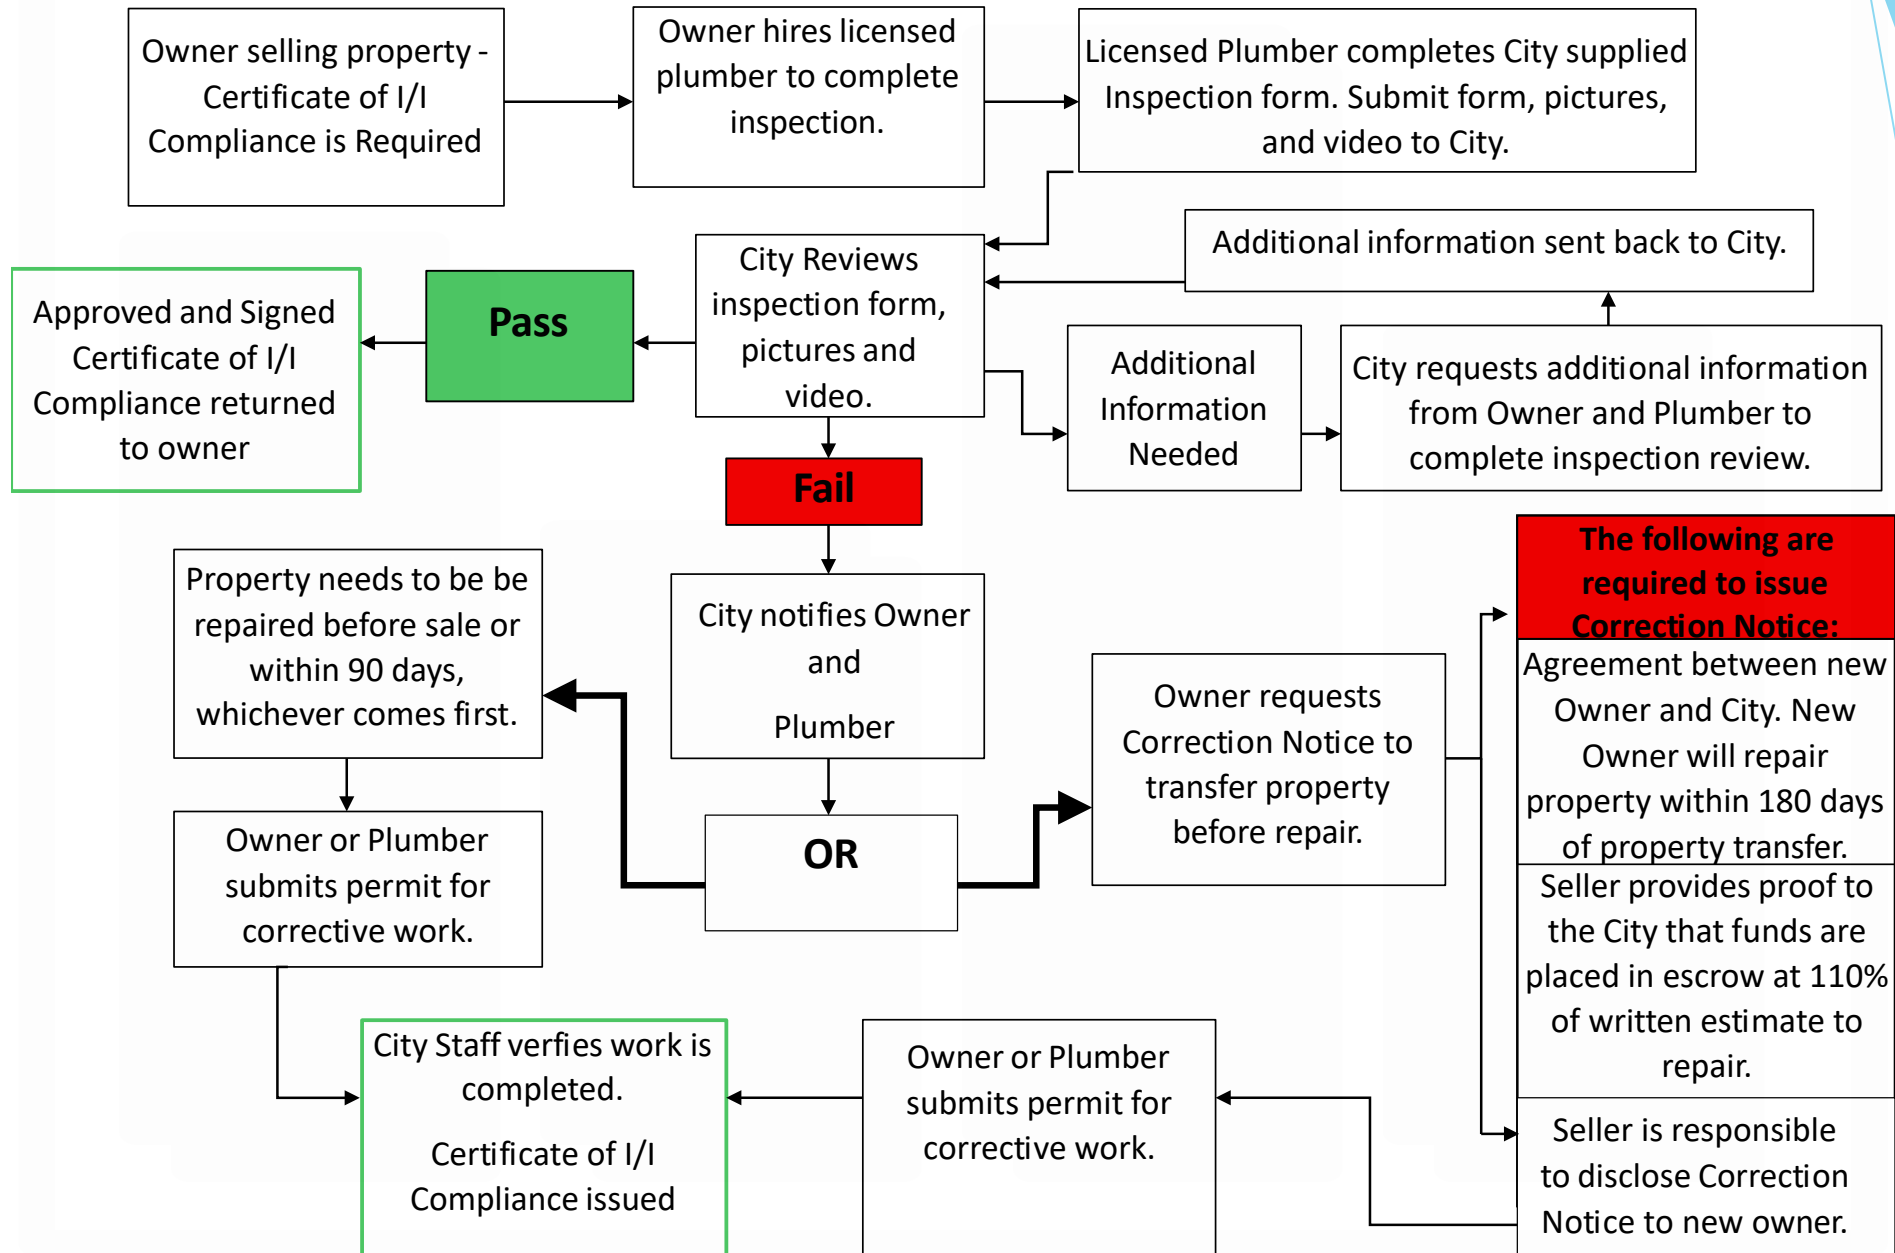 Owner selling property -
Certificate of I/I
Compliance is Required
Owner hires licensed
plumber to complete
inspection.
Licensed Plumber completes City supplied
Inspection form. Submit form, pictures,
and video to City.
Additional information sent back to City.
City Reviews
inspection form,
pictures and
video.
Pass
Approved and Signed
Certificate of I/I
Compliance returned
to owner
Additional
Information
Needed
City requests additional information
from Owner and Plumber to
complete inspection review.
Fail
City notifies Owner
and
Plumber
OR
Property needs to be be
repaired before sale or
within 90 days,
whichever comes first.
Owner or Plumber
submits permit for
corrective work.
Owner requests
Correction Notice to
transfer property
before repair.
The following are
required to issue
Correction Notice:
Agreement between new
Owner and City. New
Owner will repair
property within 180 days
of property transfer.
Seller provides proof to
the City that funds are
placed in escrow at 110%
of written estimate to
repair.
Seller is responsible
to disclose Correction
Notice to new owner.
Owner or Plumber
submits permit for
corrective work.
City Staff verfies work is
completed.
Certificate of I/I
Compliance issued